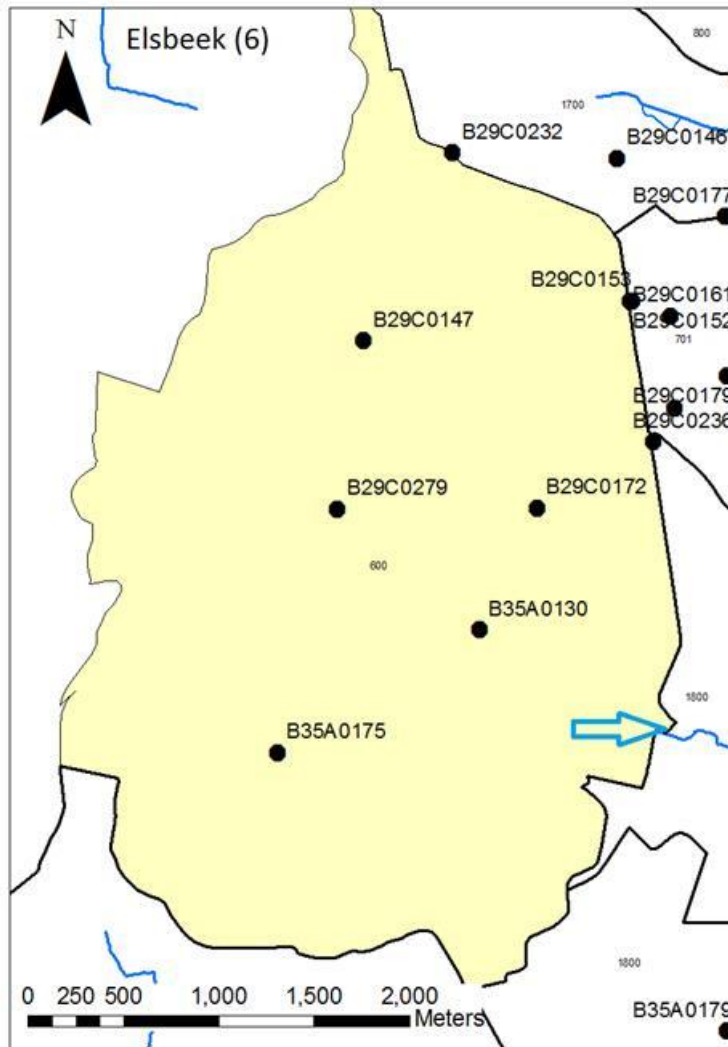 N
Elsbeek (6)
800
1700
B29C0232
B29C0146
B29C0177
B29C0153
B29C0161
B29C0152
701
B29C0147
B29C0179
B29C0236
B29C0279
B29C0172
600
B35A0130
1800
B35A0175
1800
0 250 500 1,000 1,500 2,000
Meters
B35A0179